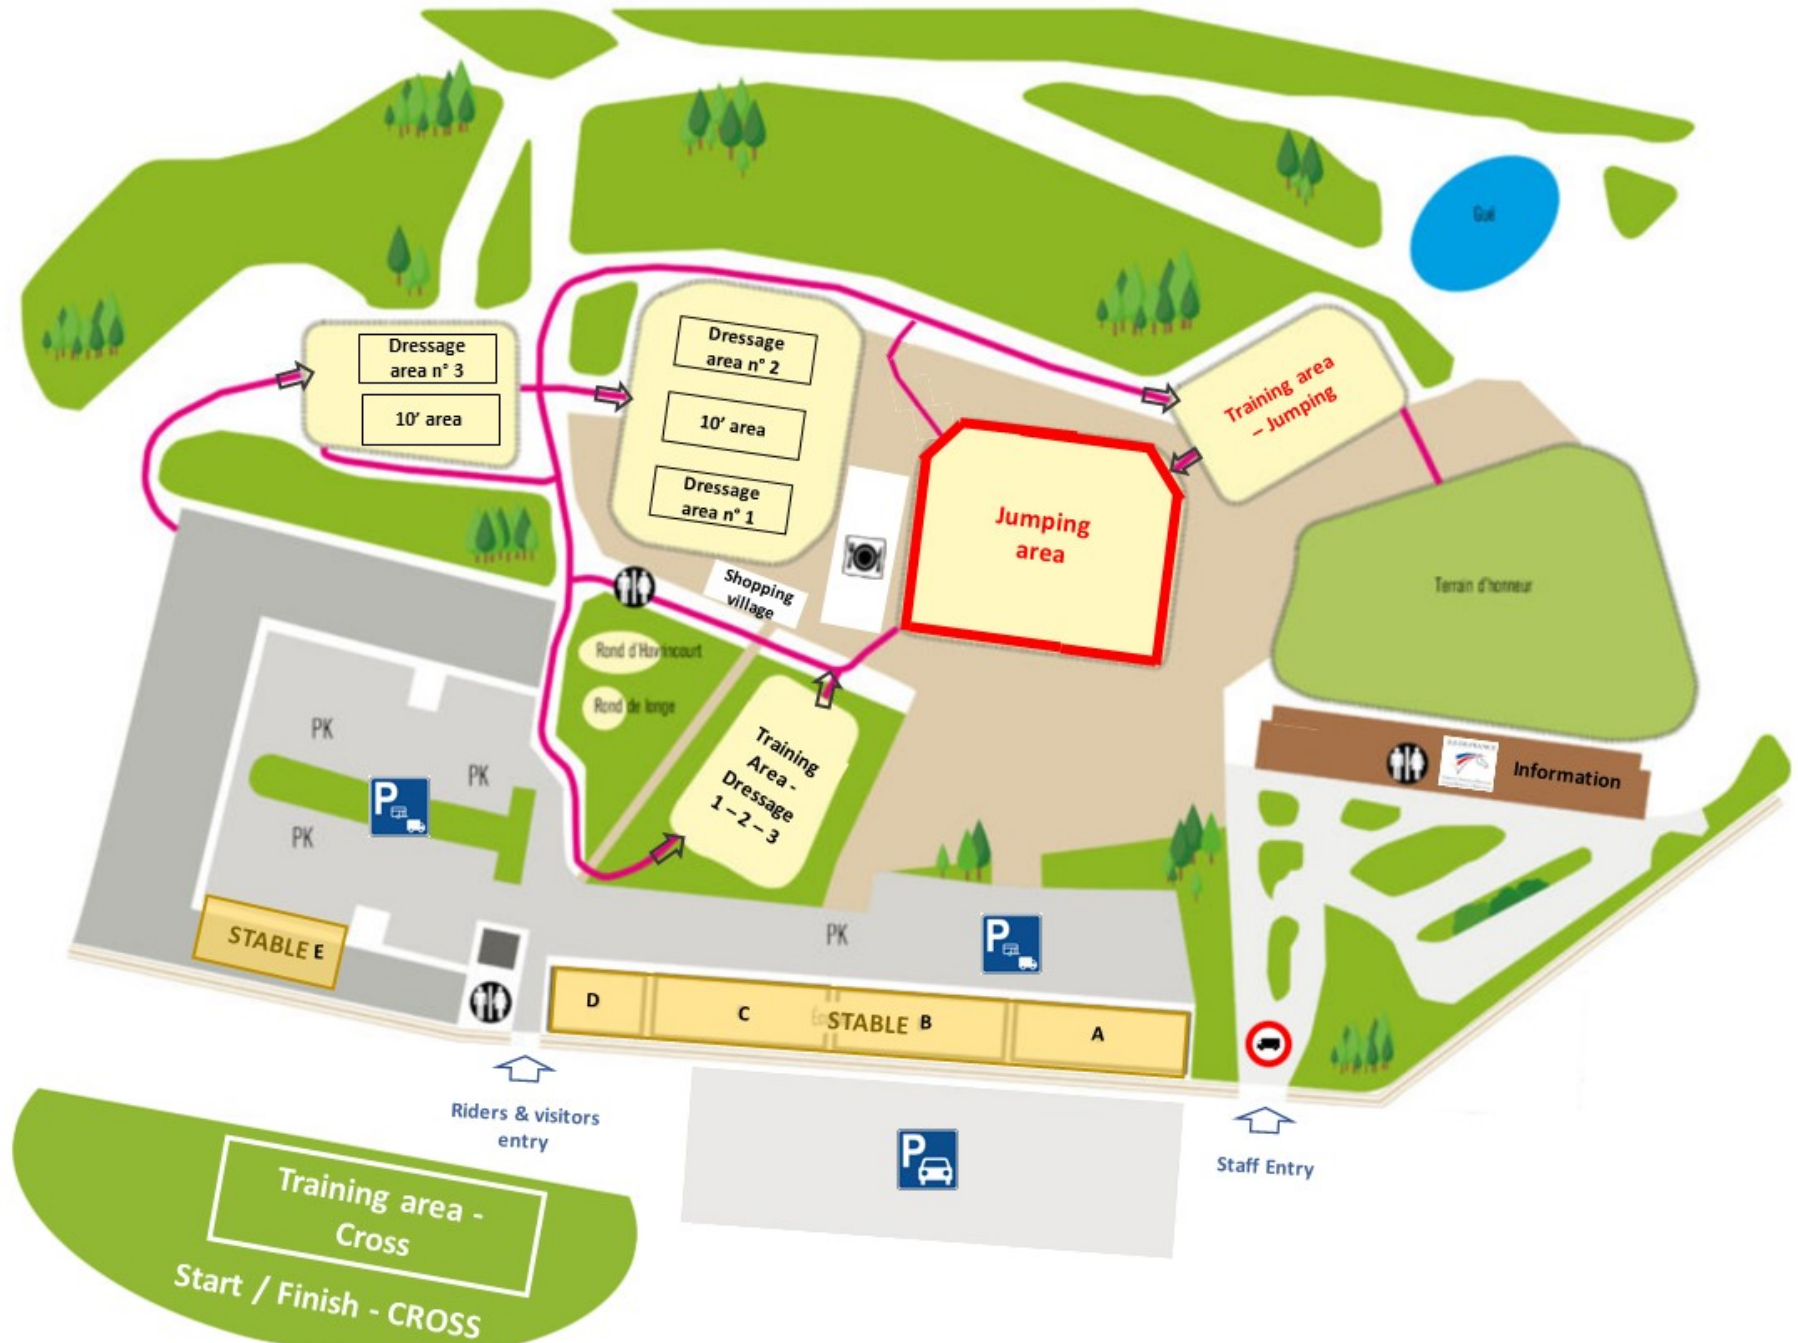 Gué
Dressage
area n° 3
10’ area
Dressage
area n° 2
10’ area
Dressage
area n° 1
Training area
– Jumping
Jumping
area
Terrain d'honneur
Shopping
village
Rond d'Havrincourt
Rond de longe
Training
Area -
Dressage
1 – 2 – 3
Information
PK
PK
PK
P
PK
P
STABLE E
D
C
STABLE B
A
Riders & visitors
entry
P
Staff Entry
Training area -
Cross
Start / Finish - CROSS